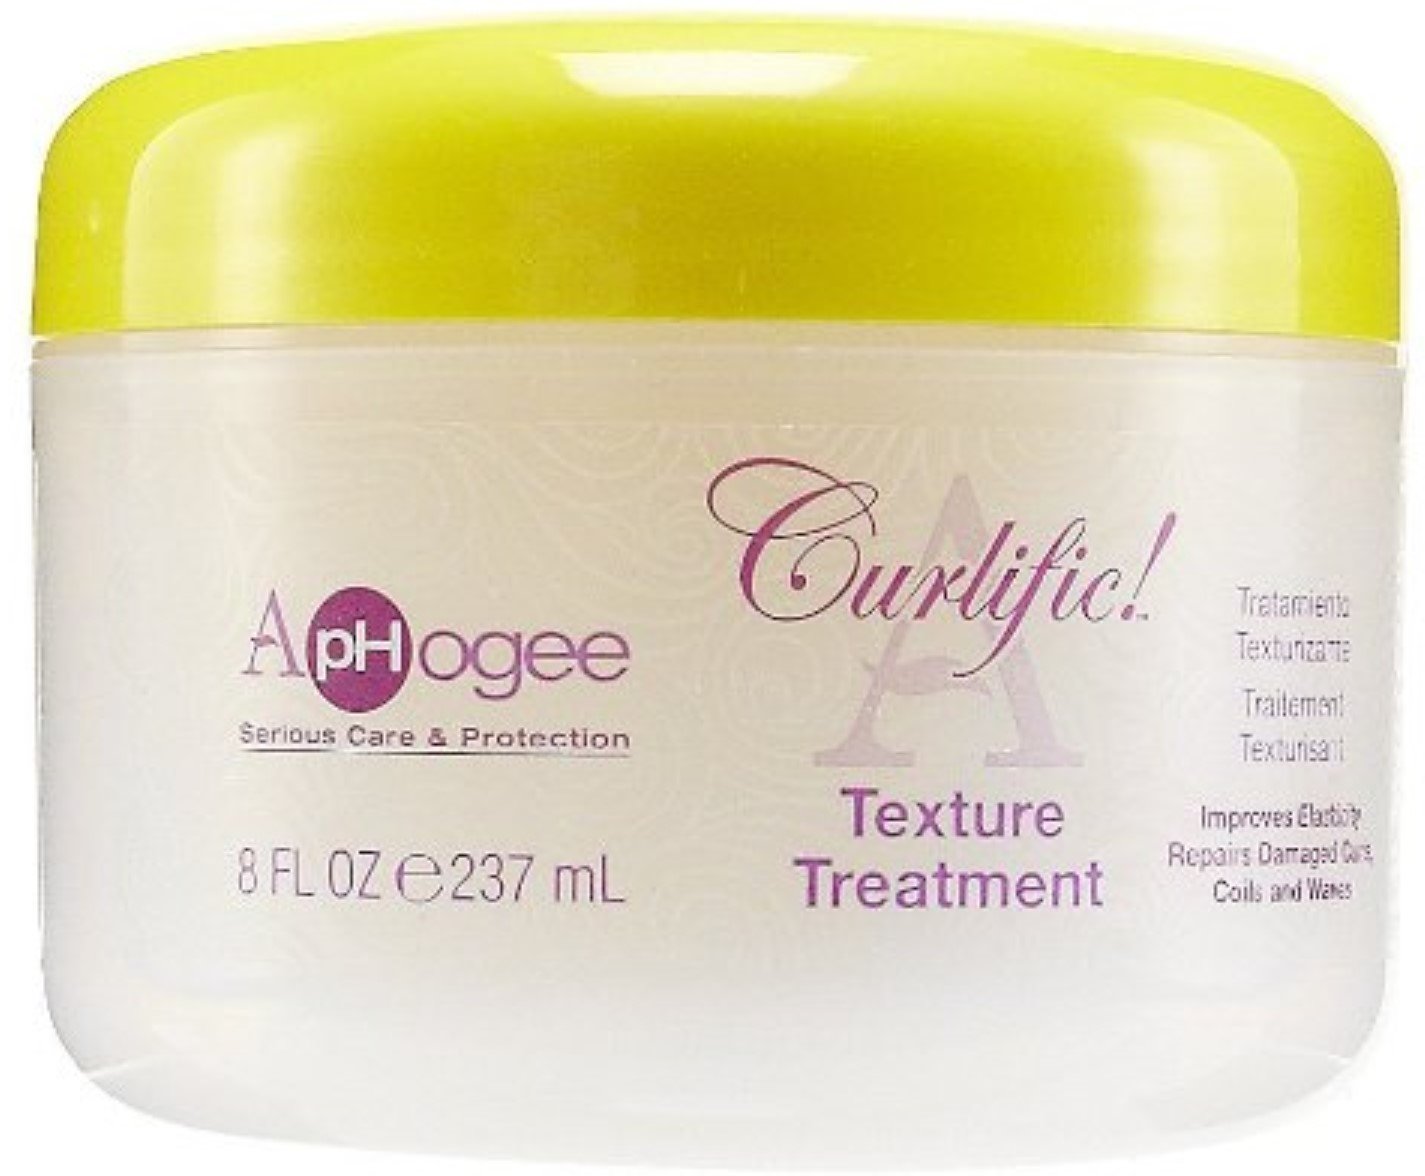 ApHogee
Serious Care & Protection
8 FL OZ ℮ 237 mL
Curlific!
A
Texture
Treatment
Tratamiento
Texturizante
Traitement
Texturisant
Improves Elasticity
Repairs Damaged Curls,
Coils and Waves